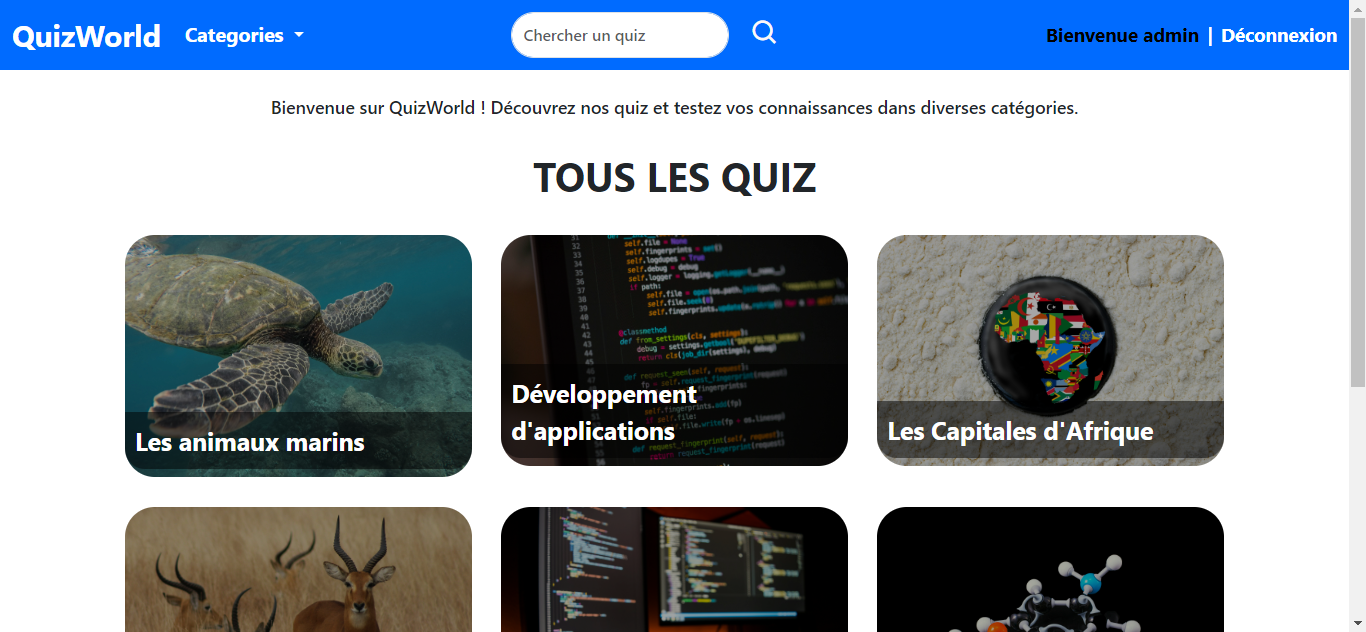 QuizWorld Categories Chercher un quiz Bienvenue admin | Déconnexion
Bienvenue sur QuizWorld ! Découvrez nos quiz et testez vos connaissances dans diverses catégories.
TOUS LES QUIZ
Les animaux marins
Développement
d'applications
Les Capitales d'Afrique